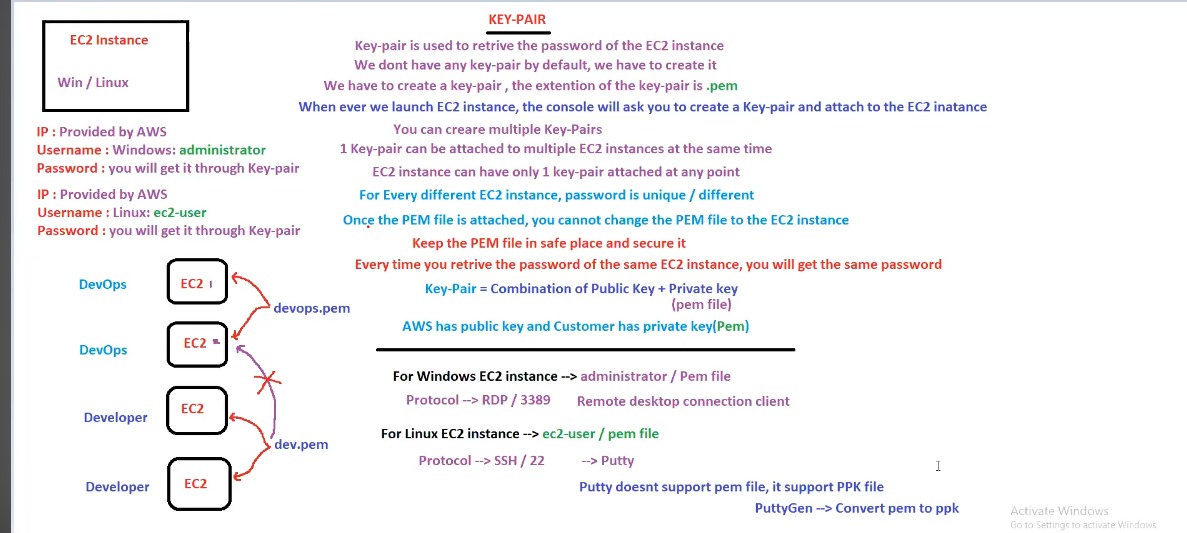 KEY-PAIR
EC2 Instance
Win / Linux
Key-pair is used to retrive the password of the EC2 instance
We dont have any key-pair by default, we have to create it
We have to create a key-pair , the extention of the key-pair is .pem
When ever we launch EC2 instance, the console will ask you to create a Key-pair and attach to the EC2 inatance
You can creare multiple Key-Pairs
1 Key-pair can be attached to multiple EC2 instances at the same time
EC2 instance can have only 1 key-pair attached at any point
For Every different EC2 instance, password is unique / different
Once the PEM file is attached, you cannot change the PEM file to the EC2 instance
Keep the PEM file in safe place and secure it
Every time you retrive the password of the same EC2 instance, you will get the same password
Key-Pair = Combination of Public Key + Private key
(pem file)
AWS has public key and Customer has private key(Pem)
IP : Provided by AWS
Username : Windows: administrator
Password : you will get it through Key-pair
IP : Provided by AWS
Username : Linux: ec2-user
Password : you will get it through Key-pair
DevOps
EC2
devops.pem
DevOps
EC2
Developer
EC2
dev.pem
Developer
EC2
For Windows EC2 instance --> administrator / Pem file
Protocol --> RDP / 3389 Remote desktop connection client
For Linux EC2 instance --> ec2-user / pem file
Protocol --> SSH / 22 --> Putty
Putty doesnt support pem file, it support PPK file
PuttyGen --> Convert pem to ppk
Activate Windows
Go to Settings to activate Windows.